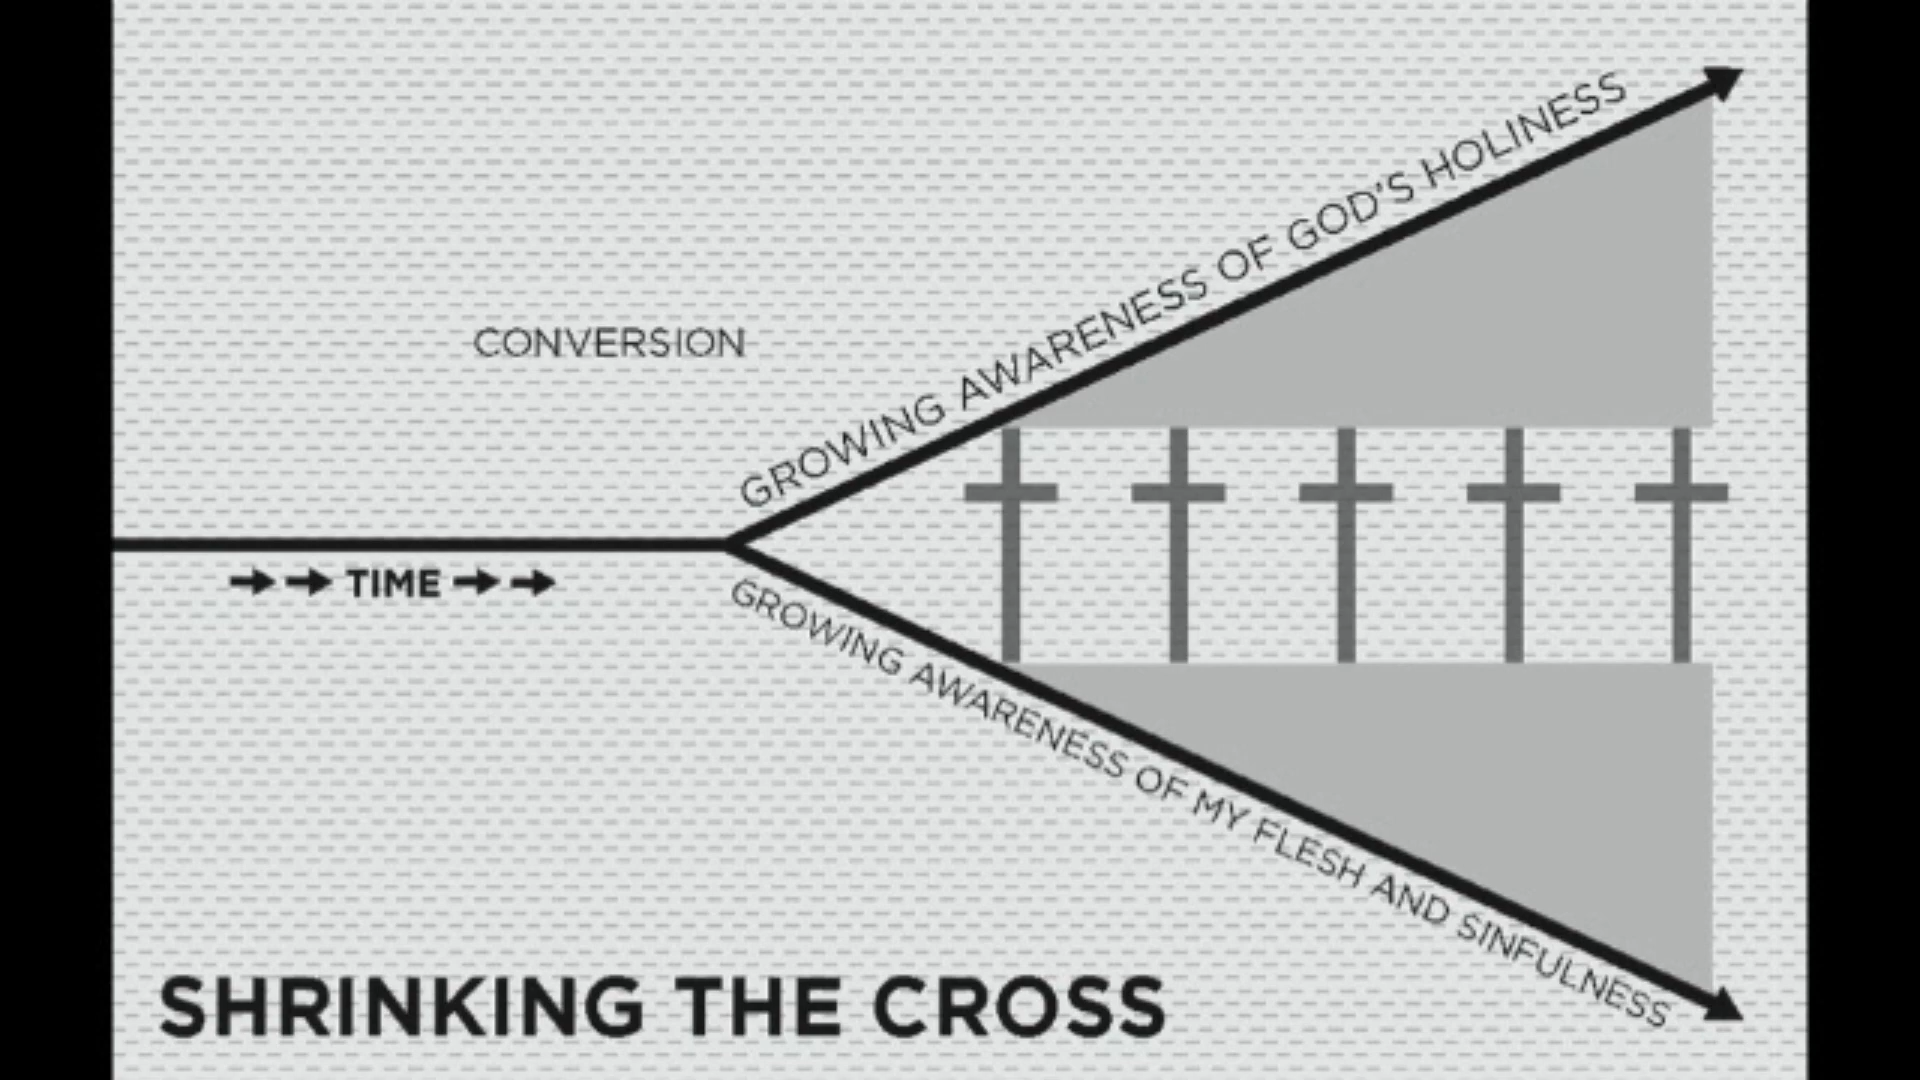 GROWING AWARENESS OF GOD'S HOLINESS
CONVERSION
→→ TIME →→
GROWING AWARENESS OF MY FLESH AND SINFULNESS
SHRINKING THE CROSS